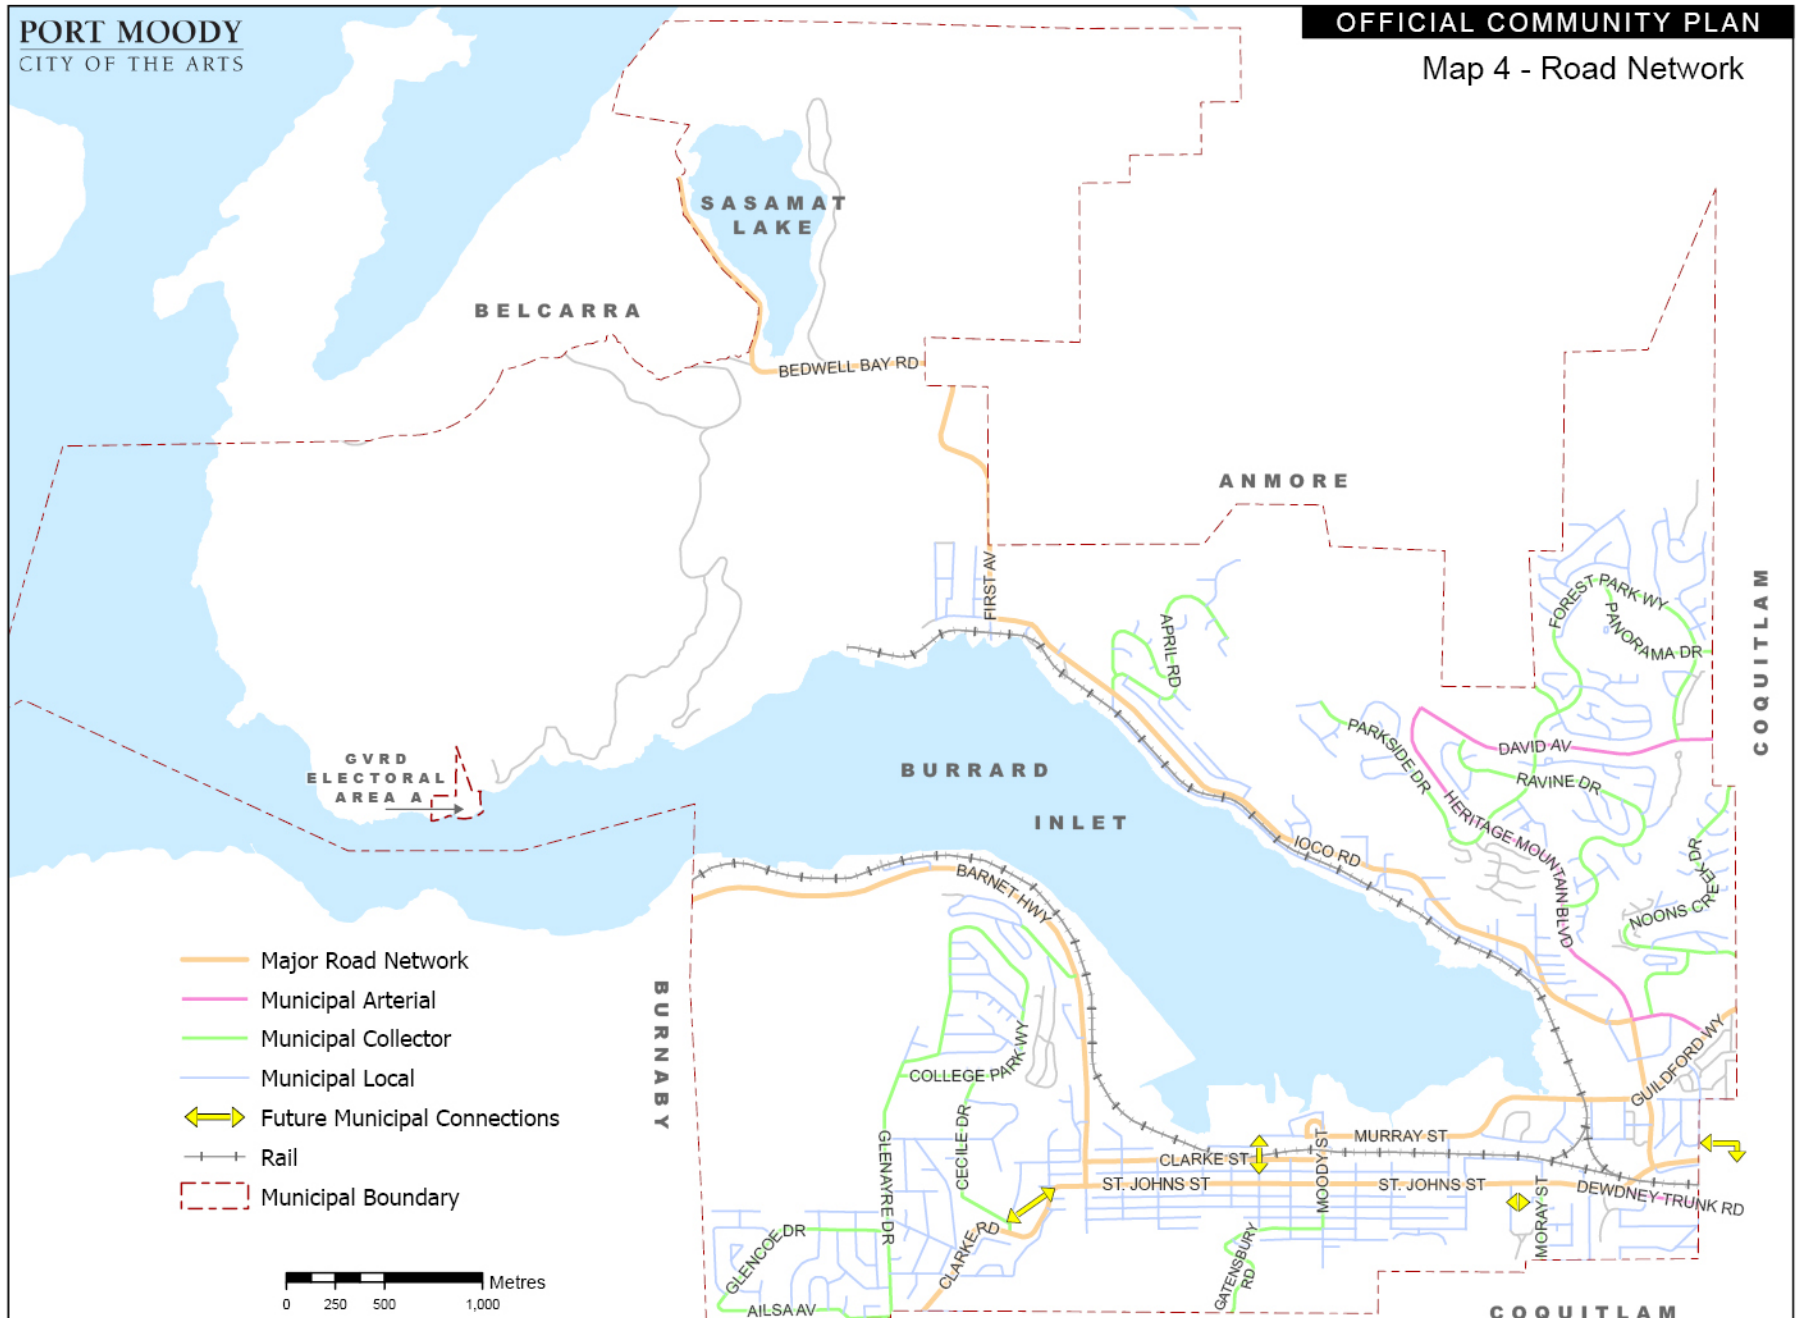 PORT MOODY
CITY OF THE ARTS
OFFICIAL COMMUNITY PLAN
Map 4 - Road Network
SASAMAT
LAKE
BELCARRA
BEDWELL BAY RD
ANMORE
FIRST AV
APRIL RD
FOREST PARK WY
PANORAMA DR
COQUITLAM
PARKSIDE DR
DAVID AV
RAVINE DR
HERITAGE MOUNTAIN BLVD
GVRD
ELECTORAL
AREA A
BURRARD
INLET
IOCO RD
NOONS CREEK DR
BARNET HWY
BURNABY
Major Road Network
Municipal Arterial
Municipal Collector
Municipal Local
Future Municipal Connections
Rail
Municipal Boundary
COLLEGE PARK WY
GUILDFORD WY
CECILE DR
GLENAYRE DR
MURRAY ST
CLARKE ST
MOODY ST
ST. JOHNS ST
ST. JOHNS ST
DEWDNEY TRUNK RD
MORAY ST
GLENCOE DR
CLARKE RD
GATENSBURY
RD
AILSA AV
Metres
0 250 500 1,000
COQUITLAM